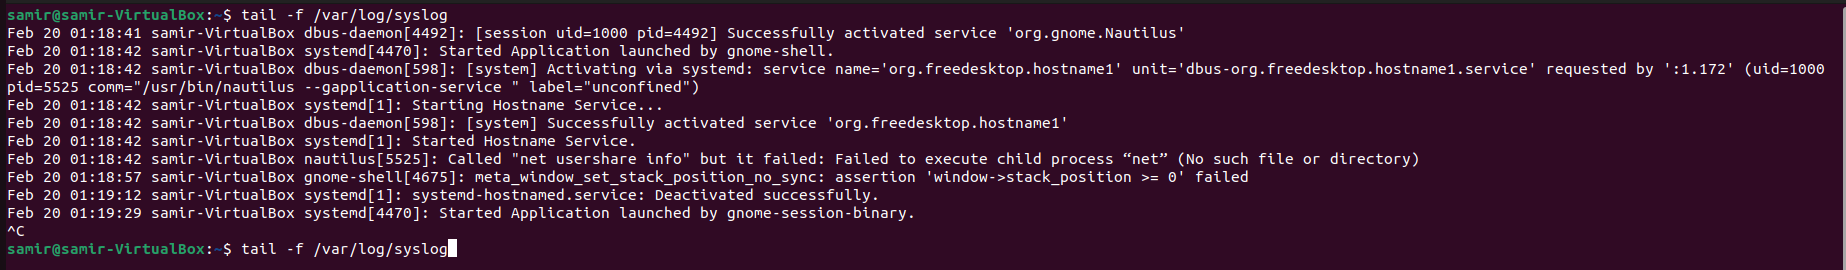 samir@samir-VirtualBox:~$ tail -f /var/log/syslog
Feb 20 01:18:41 samir-VirtualBox dbus-daemon[4492]: [session uid=1000 pid=4492] Successfully activated service 'org.gnome.Nautilus'
Feb 20 01:18:42 samir-VirtualBox systemd[4470]: Started Application launched by gnome-shell.
Feb 20 01:18:42 samir-VirtualBox dbus-daemon[598]: [system] Activating via systemd: service name='org.freedesktop.hostname1' unit='dbus-org.freedesktop.hostname1.service' requested by ':1.172' (uid=1000
pid=5525 comm="/usr/bin/nautilus --gapplication-service " label="unconfined")
Feb 20 01:18:42 samir-VirtualBox systemd[1]: Starting Hostname Service...
Feb 20 01:18:42 samir-VirtualBox dbus-daemon[598]: [system] Successfully activated service 'org.freedesktop.hostname1'
Feb 20 01:18:42 samir-VirtualBox systemd[1]: Started Hostname Service.
Feb 20 01:18:42 samir-VirtualBox nautilus[5525]: Called "net usershare info" but it failed: Failed to execute child process “net” (No such file or directory)
Feb 20 01:18:57 samir-VirtualBox gnome-shell[4675]: meta_window_set_stack_position_no_sync: assertion 'window->stack_position >= 0' failed
Feb 20 01:19:12 samir-VirtualBox systemd[1]: systemd-hostnamed.service: Deactivated successfully.
Feb 20 01:19:29 samir-VirtualBox systemd[4470]: Started Application launched by gnome-session-binary.
^C
samir@samir-VirtualBox:~$ tail -f /var/log/syslog